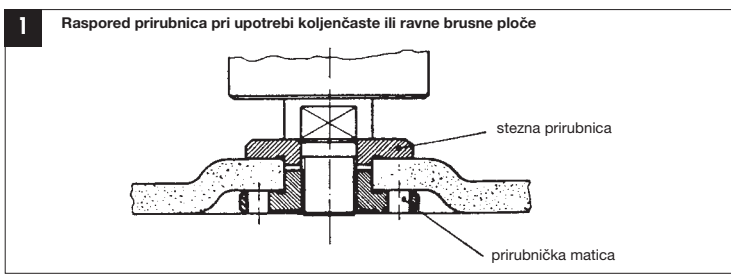 1
Raspored prirubnica pri upotrebi koljenčaste ili ravne brusne ploče
stezna prirubnica
prirubnička matica